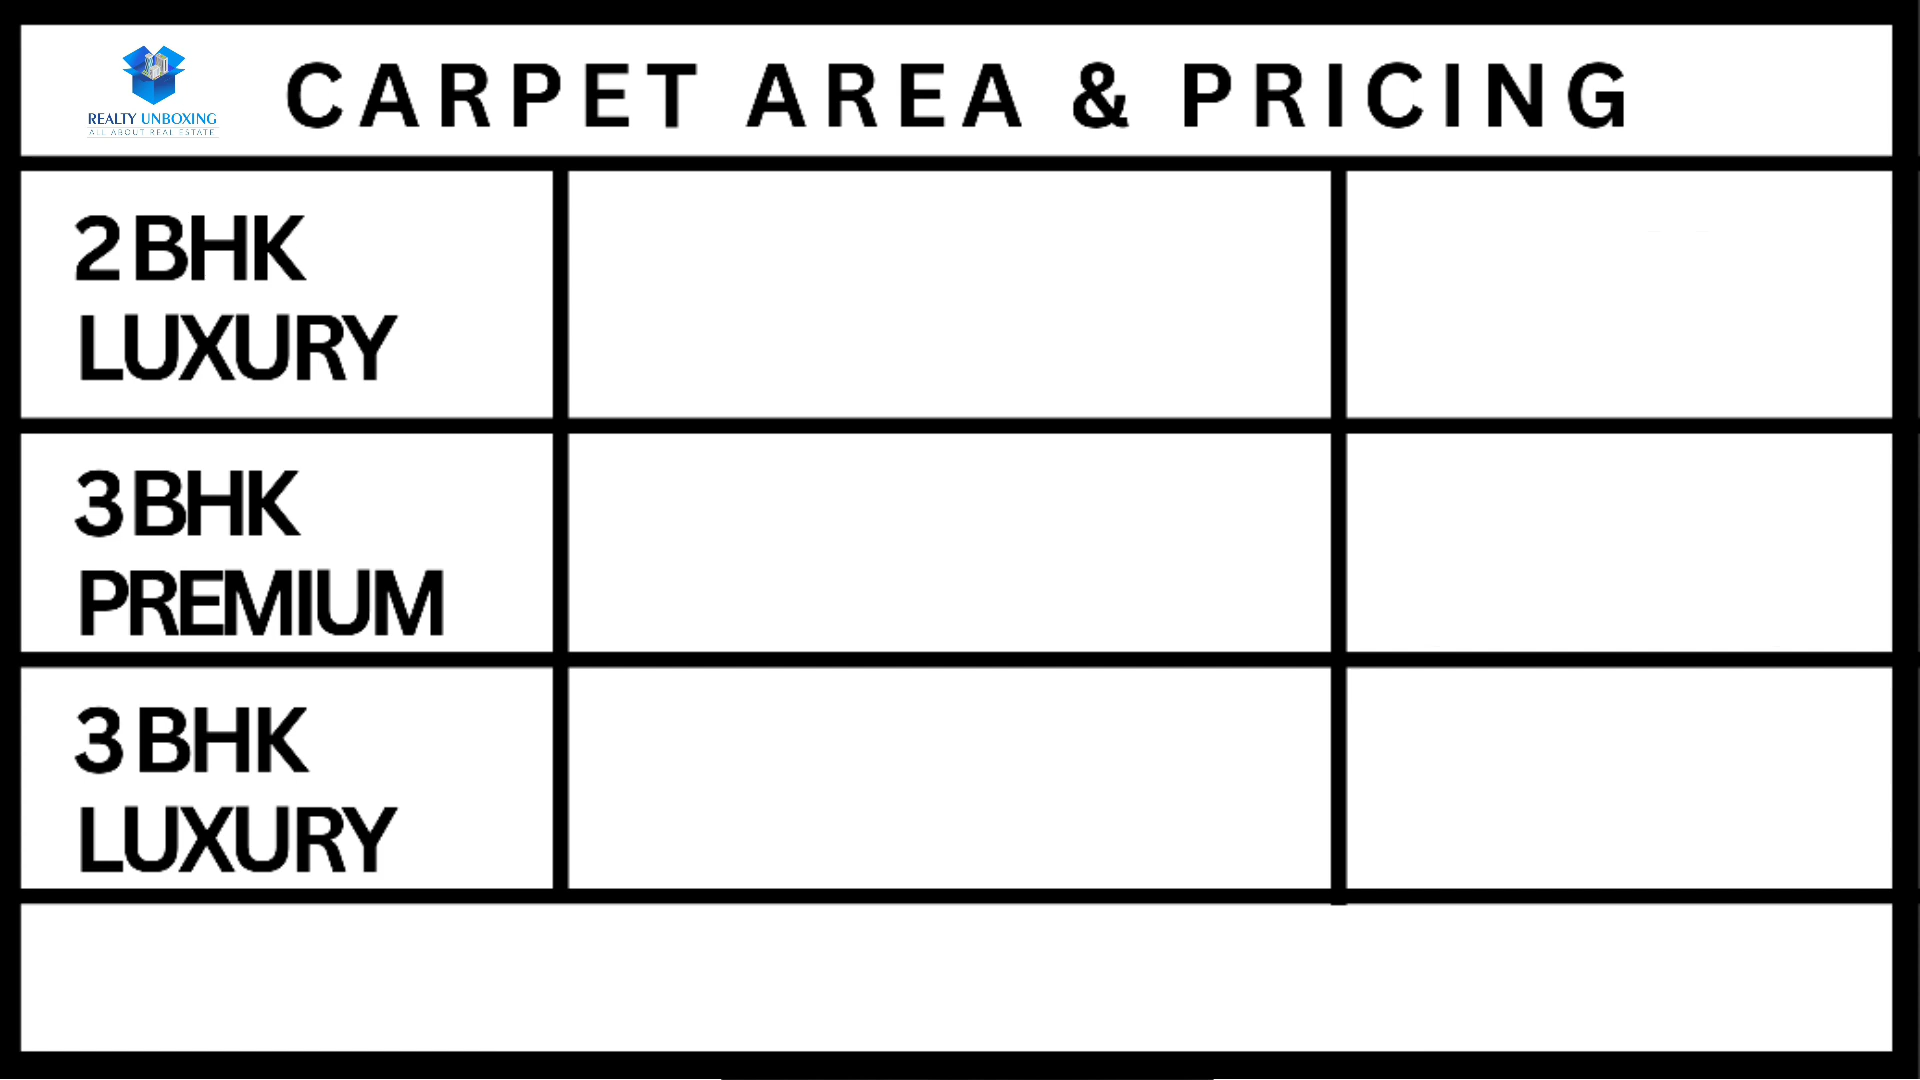 REALTY UNBOXING
ALL ABOUT REAL ESTATE
CARPET AREA & PRICING
2 BHK
LUXURY
3 BHK
PREMIUM
3 BHK
LUXURY